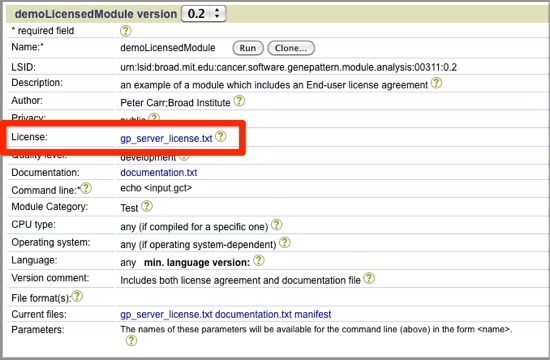 demoLicensedModule version 0.2
* required field ?
Name:* demoLicensedModule Run Clone...
LSID: urn:lsid:broad.mit.edu:cancer.software.genepattern.module.analysis:00311:0.2
Description: an example of a module which includes an End-user license agreement ?
Author: Peter Carr;Broad Institute ?
Privacy: public ?
License: gp_server_license.txt ?
Quality level: development ?
Documentation: documentation.txt
Command line:*? echo <input.gct>
Module Category: Test ?
CPU type: any (if compiled for a specific one) ?
Operating system: any (if operating system-dependent) ?
Language: any min. language version: ?
Version comment: Includes both license agreement and documentation file ?
File format(s):?
Current files: gp_server_license.txt documentation.txt manifest
Parameters: The names of these parameters will be available for the command line (above) in the form <name>.
?